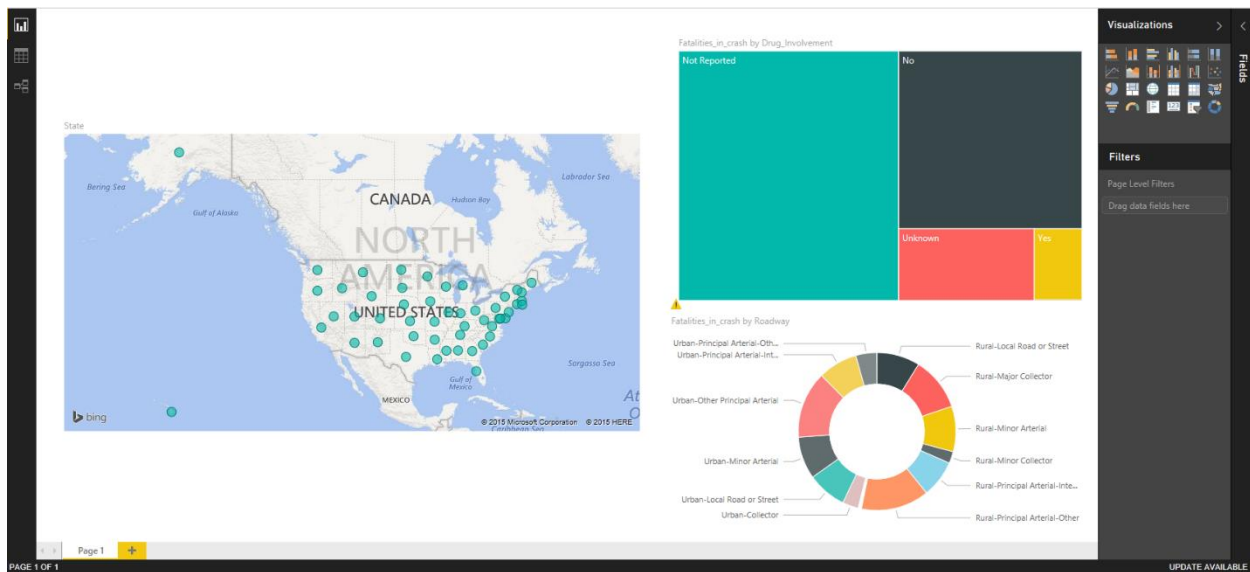 Visualizations
Fields
Fatalities_in_crash by Drug_Involvement
Not Reported
No
Unknown
Yes
State
Bering Sea
Gulf of Alaska
CANADA
Hudson Bay
Labrador Sea
NORTH
AMERICA
UNITED STATES
Sargasso Sea
Gulf of
Mexico
MEXICO
At
O
bing
© 2015 Microsoft Corporation © 2015 HERE
Caribbean Sea
Filters
Page Level Filters
Drag data fields here
Fatalities_in_crash by Roadway
Urban-Principal Arterial-Oth...
Urban-Principal Arterial-Int...
Urban-Other Principal Arterial
Urban-Minor Arterial
Urban-Local Road or Street
Urban-Collector
Rural-Local Road or Street
Rural-Major Collector
Rural-Minor Arterial
Rural-Minor Collector
Rural-Principal Arterial-Inte...
Rural-Principal Arterial-Other
Page 1
PAGE 1 OF 1
UPDATE AVAILABLE